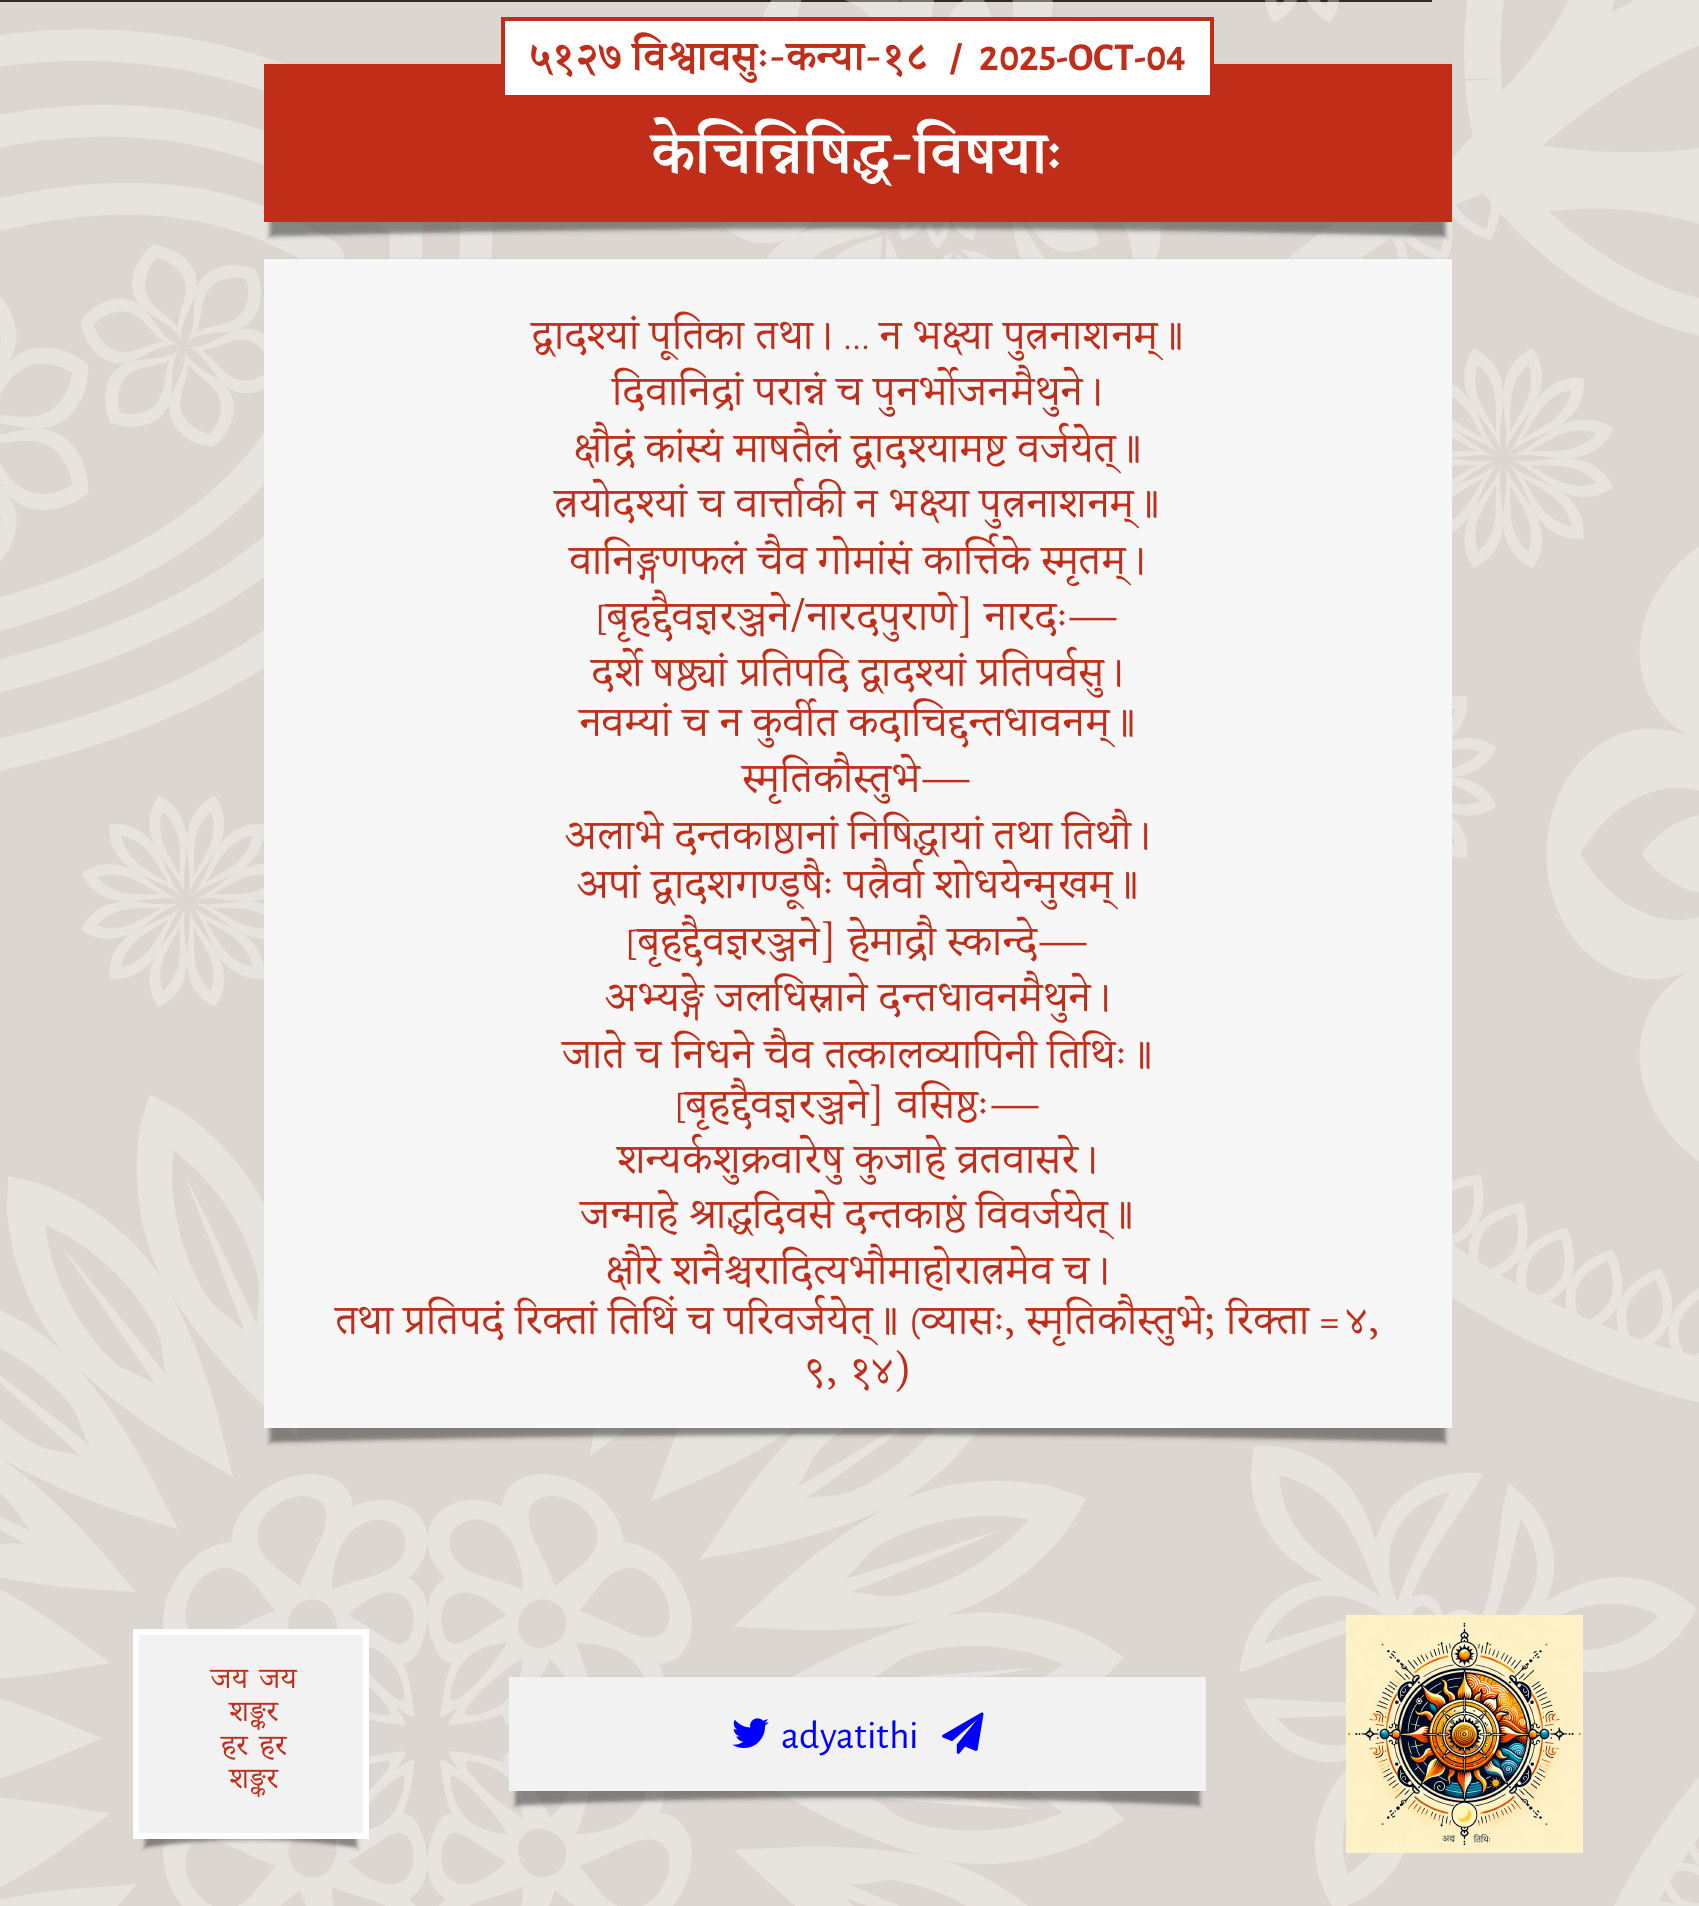 ५१२७ विश्वावसुः-कन्या-१८ / 2025-OCT-04
केचिन्निषिद्ध-विषयाः
द्वादश्यां पूतिका तथा। … न भक्ष्या पुत्रनाशनम्॥
दिवानिद्रां परान्नं च पुनर्भोजनमैथुने।
क्षौद्रं कांस्यं माषतैलं द्वादश्यामष्ट वर्जयेत्॥
त्रयोदश्यां च वार्त्ताकी न भक्ष्या पुत्रनाशनम्॥
वानिङ्गणफलं चैव गोमांसं कार्त्तिके स्मृतम्।
[बृहद्दैवज्ञरञ्जने/नारदपुराणे] नारदः—
दर्शे षष्ठ्यां प्रतिपदि द्वादश्यां प्रतिपर्वसु।
नवम्यां च न कुर्वीत कदाचिद्दन्तधावनम्॥
स्मृतिकौस्तुभे—
अलाभे दन्तकाष्ठानां निषिद्धायां तथा तिथौ।
अपां द्वादशगण्डूषैः पत्रैर्वा शोधयेन्मुखम्॥
[बृहद्दैवज्ञरञ्जने] हेमाद्रौ स्कान्दे—
अभ्यङ्गे जलधिस्नाने दन्तधावनमैथुने।
जाते च निधने चैव तत्कालव्यापिनी तिथिः॥
[बृहद्दैवज्ञरञ्जने] वसिष्ठः—
शन्यर्कशुक्रवारेषु कुजाहे व्रतवासरे।
जन्माहे श्राद्धदिवसे दन्तकाष्ठं विवर्जयेत्॥
क्षौरे शनैश्चरादित्यभौमाहोरात्रमेव च।
तथा प्रतिपदं रिक्तां तिथिं च परिवर्जयेत्॥ (व्यासः, स्मृतिकौस्तुभे; रिक्ता = ४,
९, १४)
जय जय
शङ्कर
हर हर
शङ्कर
adyatithi
अद्य तिथिः